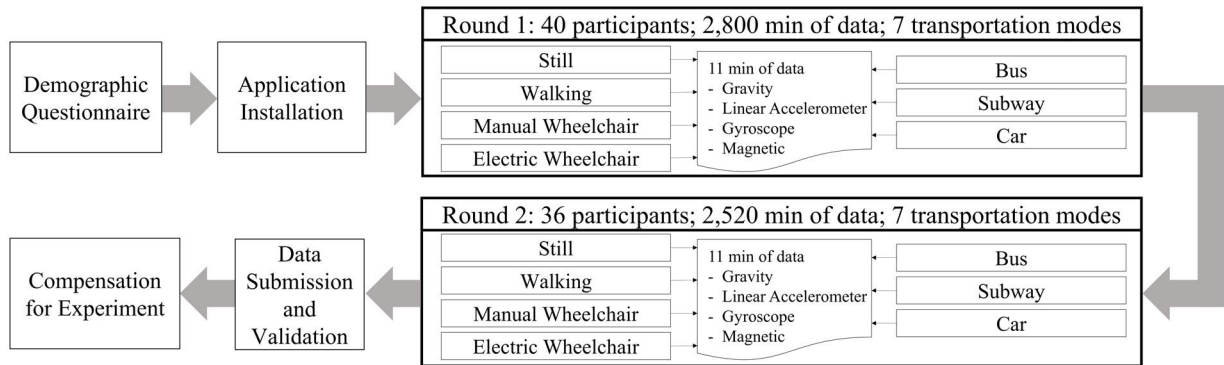 Demographic
Questionnaire
Application
Installation
Round 1: 40 participants; 2,800 min of data; 7 transportation modes
Still
Walking
Manual Wheelchair
Electric Wheelchair
11 min of data
- Gravity
- Linear Accelerometer
- Gyroscope
- Magnetic
Bus
Subway
Car
Round 2: 36 participants; 2,520 min of data; 7 transportation modes
Still
Walking
Manual Wheelchair
Electric Wheelchair
11 min of data
- Gravity
- Linear Accelerometer
- Gyroscope
- Magnetic
Bus
Subway
Car
Data
Submission
and
Validation
Compensation
for Experiment